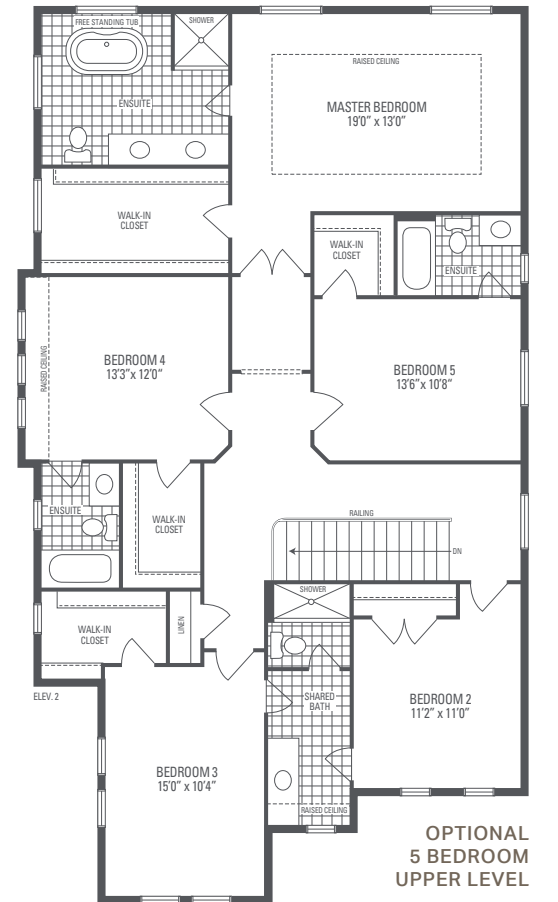 FREE STANDING TUB
SHOWER
ENSUITE
RAISED CEILING
MASTER BEDROOM
19'0" x 13'0"
WALK-IN
CLOSET
WALK-IN
CLOSET
ENSUITE
RAISED CEILING
BEDROOM 4
13'3" x 12'0"
BEDROOM 5
13'6" x 10'8"
ENSUITE
WALK-IN
CLOSET
RAILING
DN
WALK-IN
CLOSET
LINEN
SHOWER
ELEV. 2
SHARED
BATH
BEDROOM 2
11'2" x 11'0"
BEDROOM 3
15'0" x 10'4"
RAISED CEILING
OPTIONAL
5 BEDROOM
UPPER LEVEL